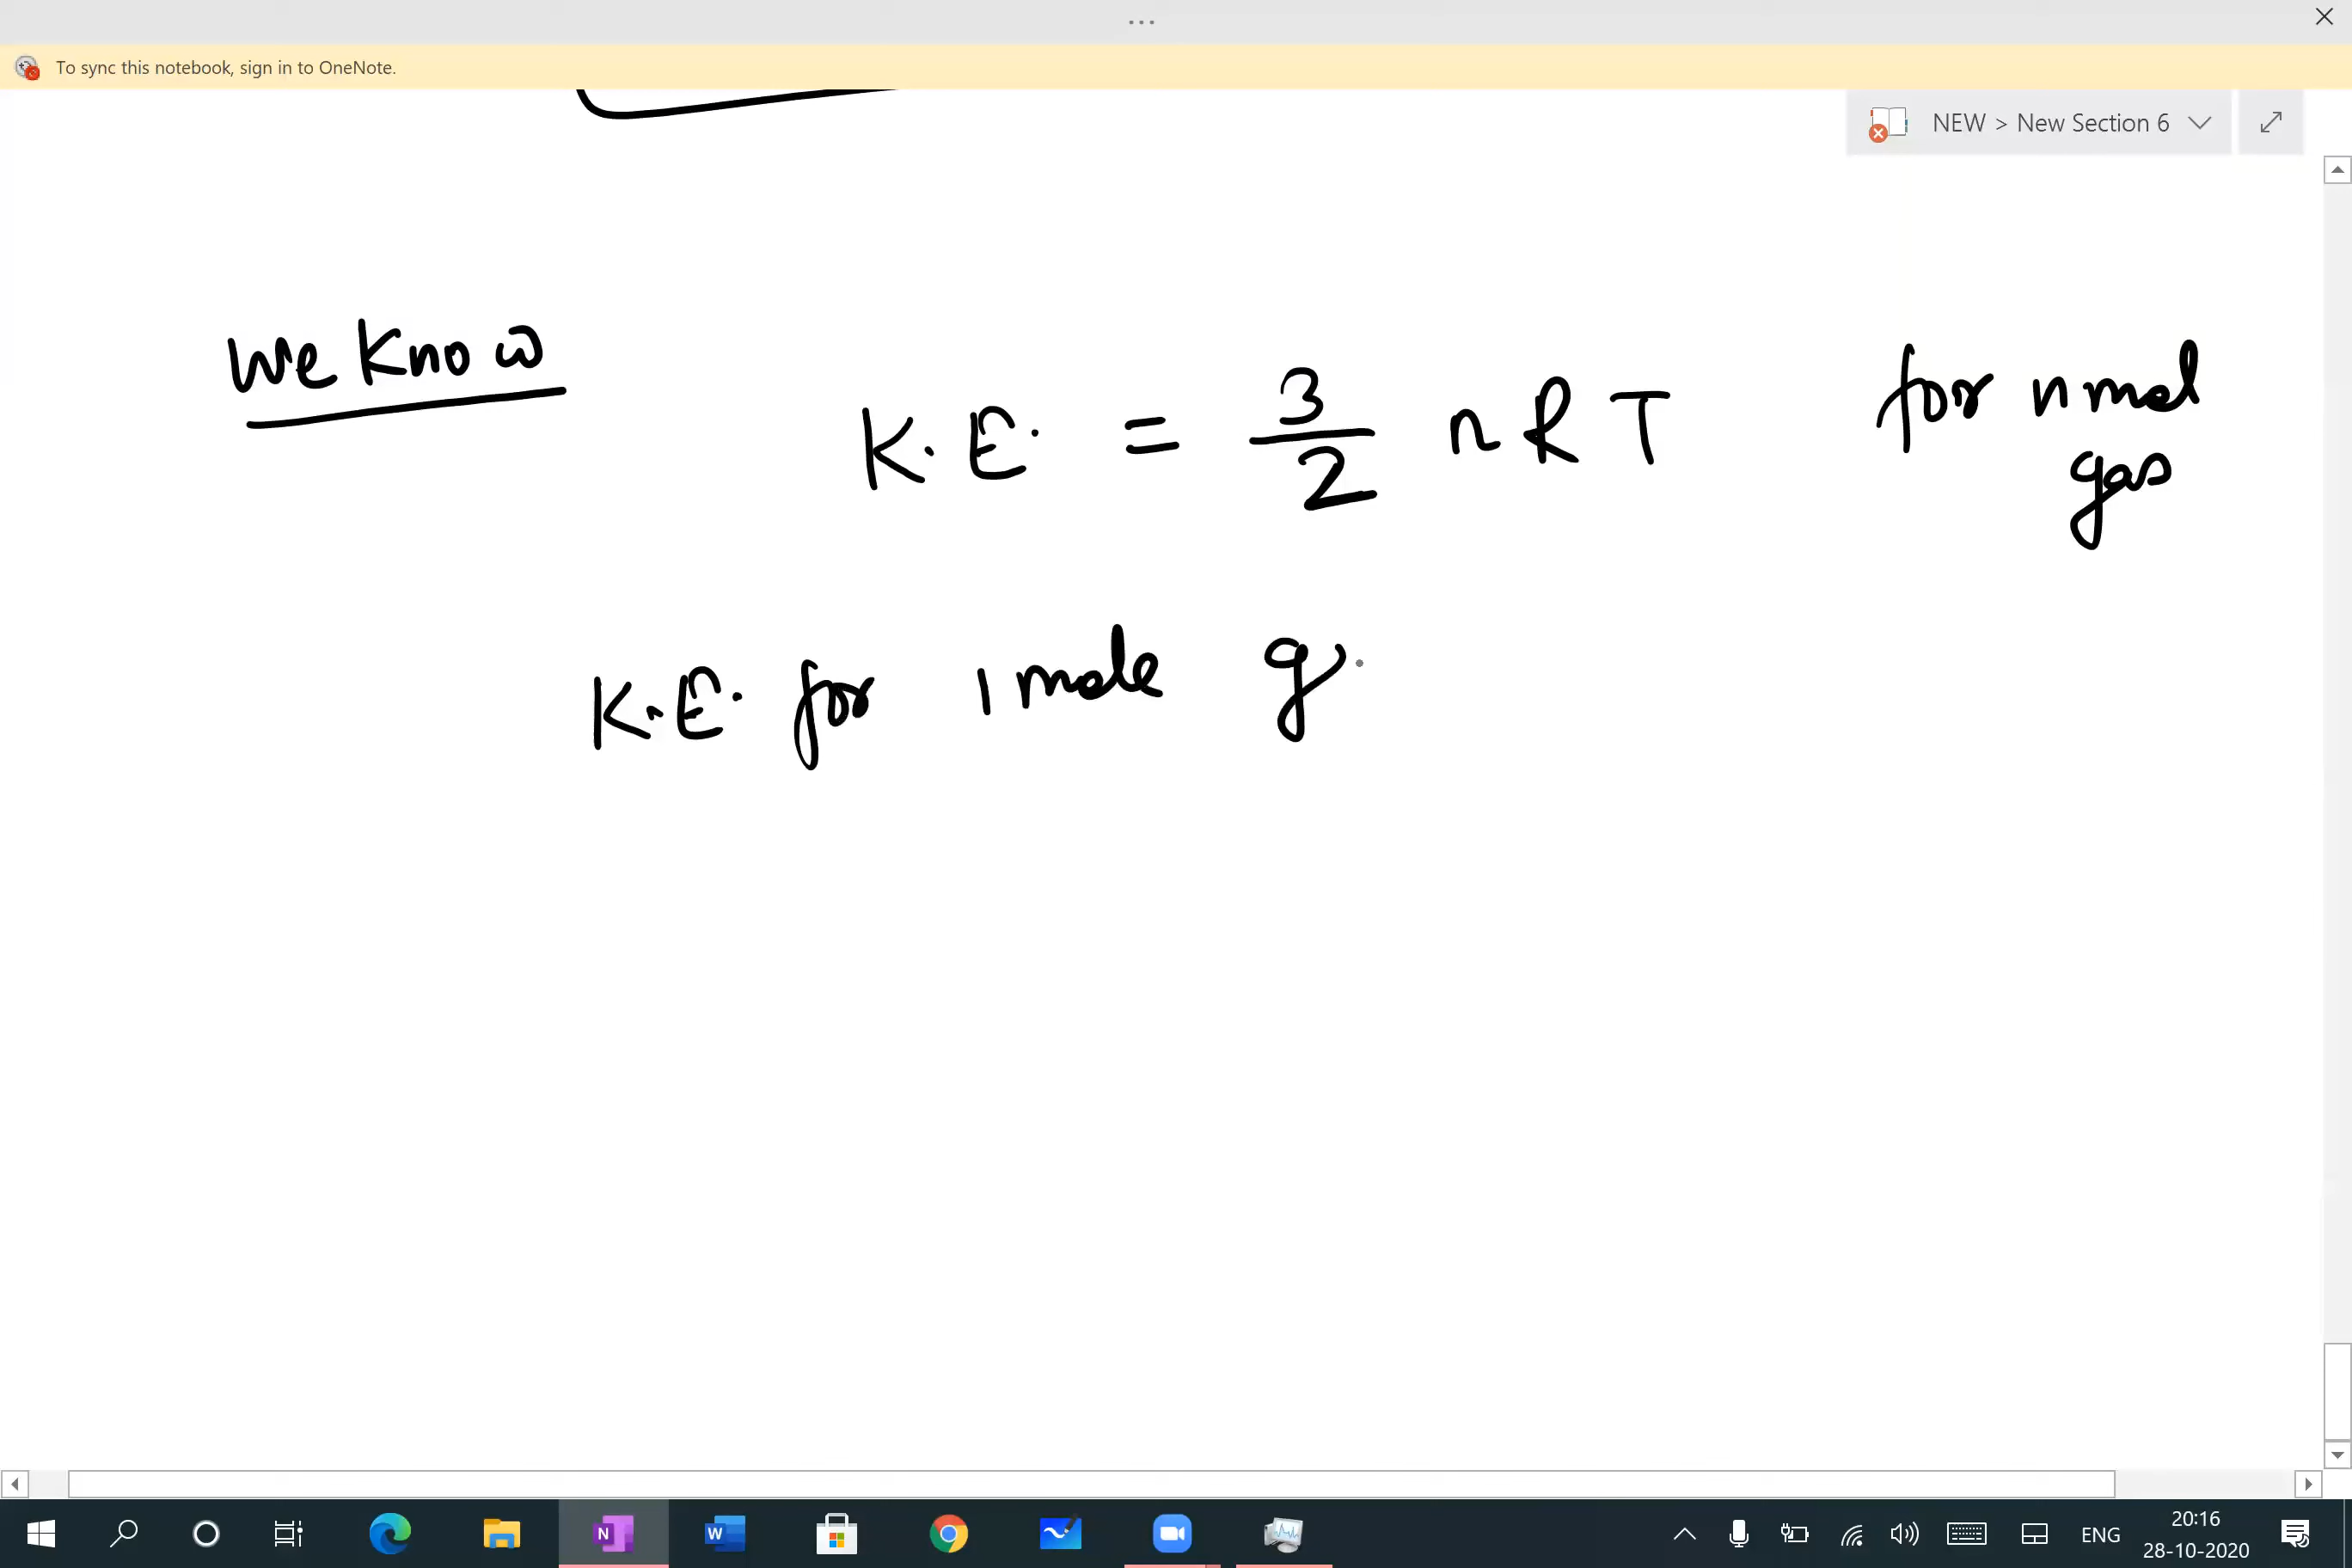 To sync this notebook, sign in to OneNote.
NEW > New Section 6
We Know
K.E. = 3/2 n R T for n mol
gas
K.E. for 1 mole g
ENG
20:16
28-10-2020